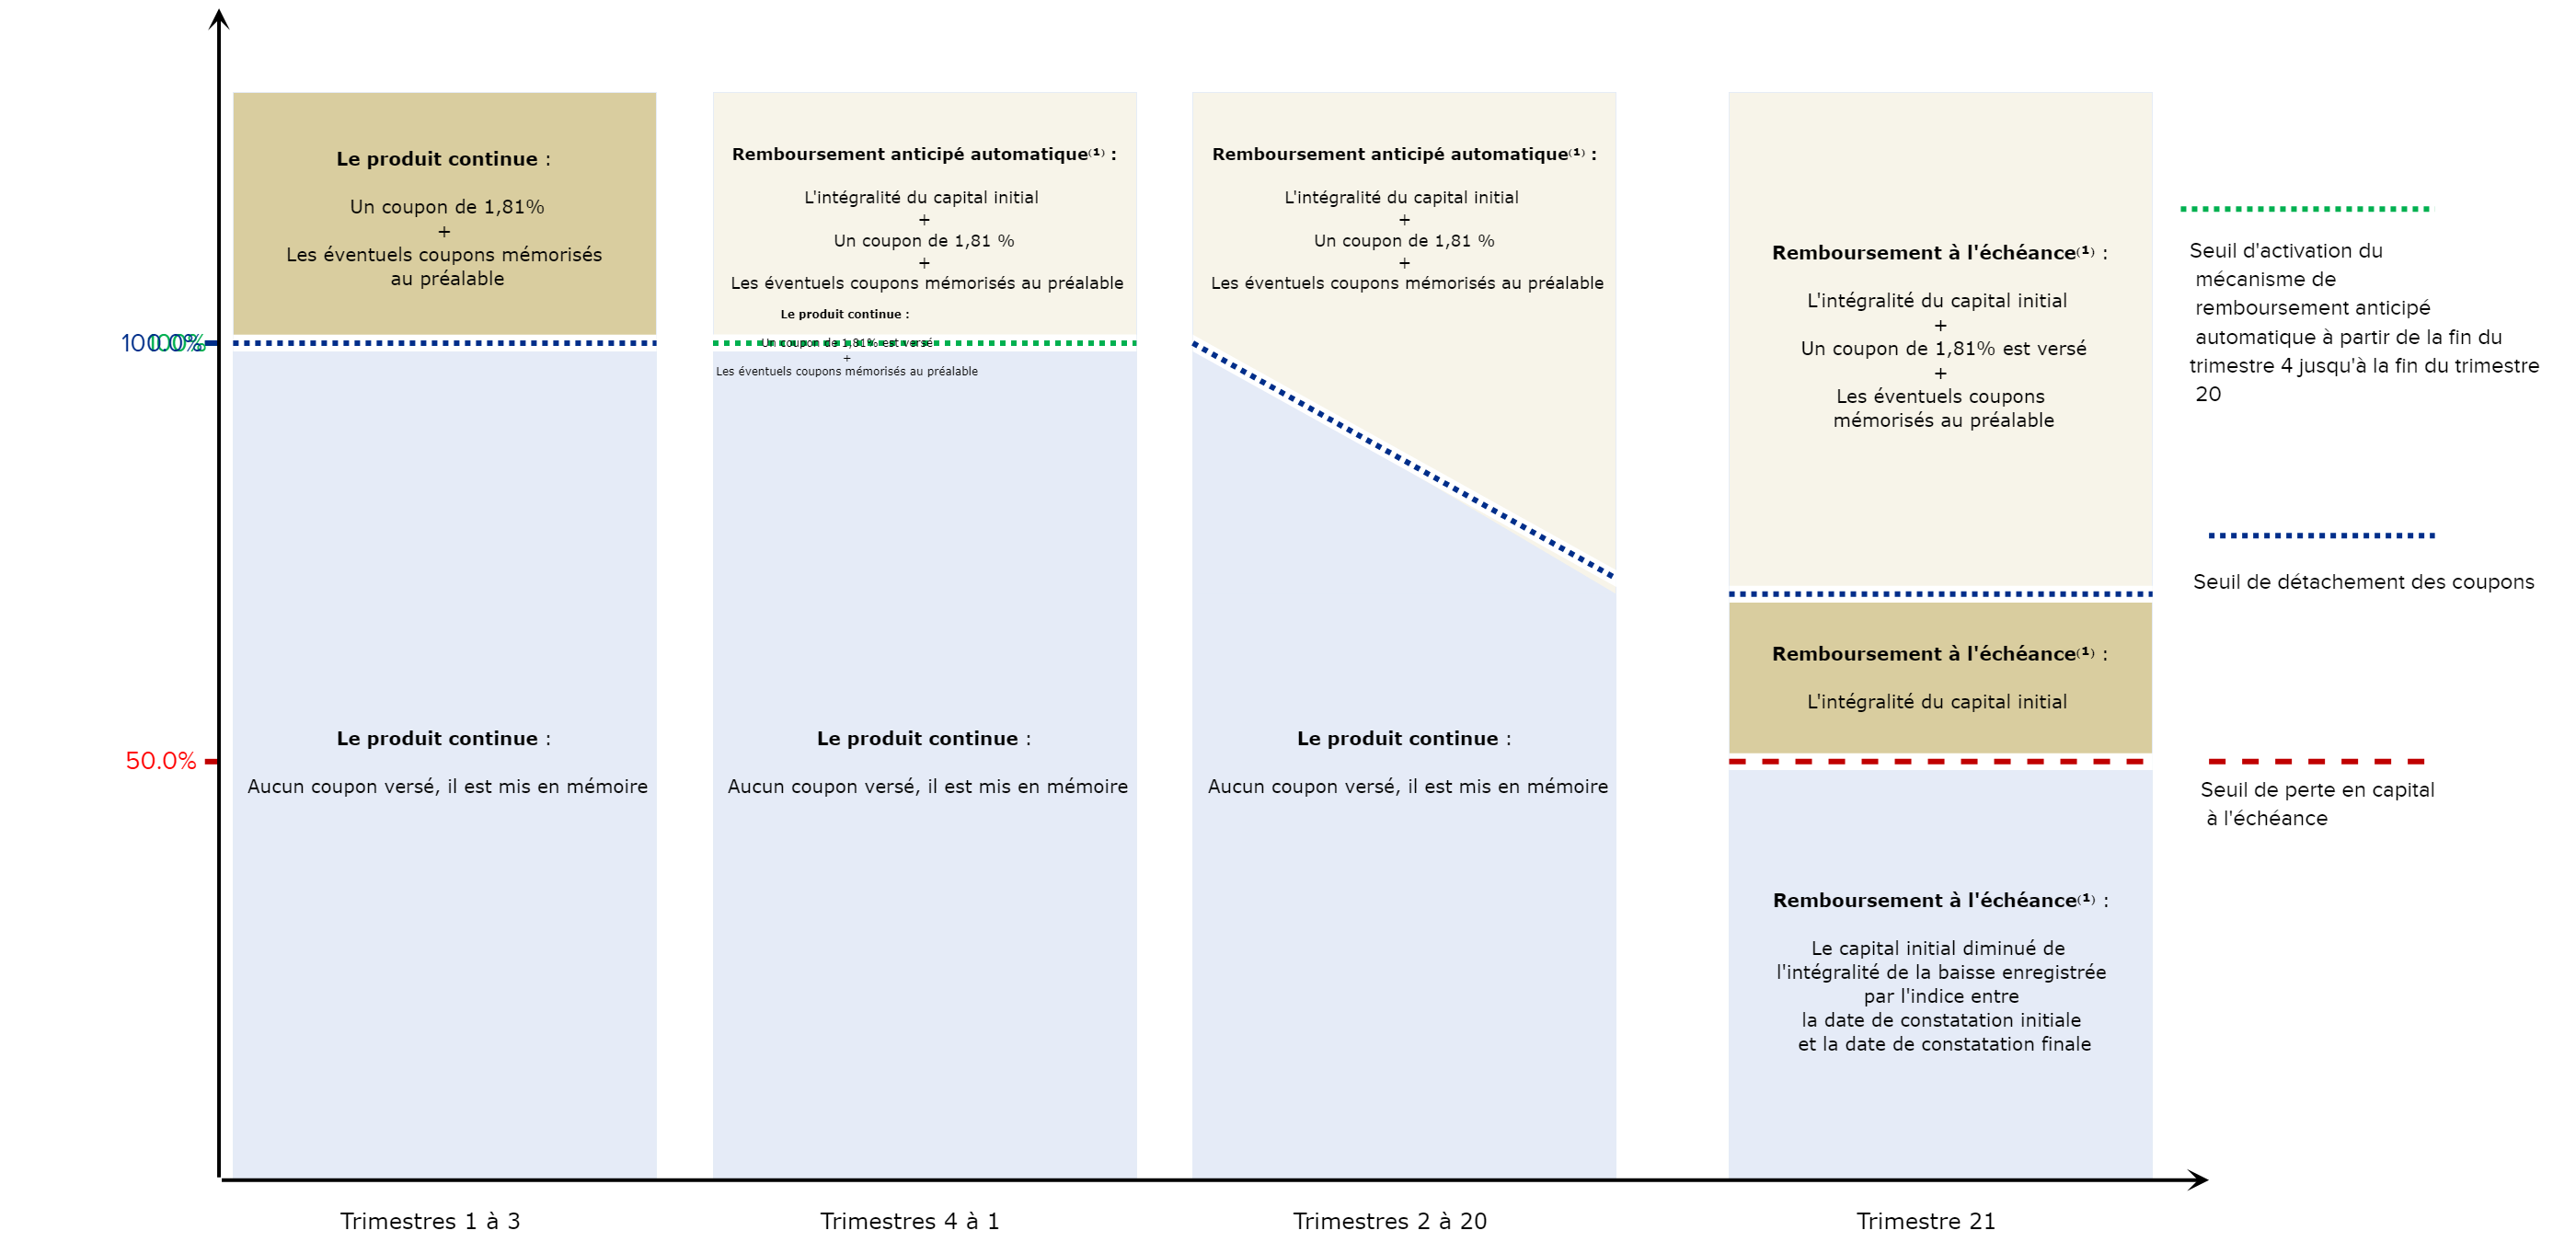 Le produit continue :
Un coupon de 1,81%
+
Les éventuels coupons mémorisés
au préalable
Remboursement anticipé automatique⁽¹⁾ :
L'intégralité du capital initial
+
Un coupon de 1,81 %
+
Les éventuels coupons mémorisés au préalable
Le produit continue :
Un coupon de 1,81% est versé
+
Les éventuels coupons mémorisés au préalable
Remboursement anticipé automatique⁽¹⁾ :
L'intégralité du capital initial
+
Un coupon de 1,81 %
+
Les éventuels coupons mémorisés au préalable
Remboursement à l'échéance⁽¹⁾ :
L'intégralité du capital initial
+
Un coupon de 1,81% est versé
+
Les éventuels coupons
mémorisés au préalable
Seuil d'activation du
mécanisme de
remboursement anticipé
automatique à partir de la fin du
trimestre 4 jusqu'à la fin du trimestre
20
100.0%
Seuil de détachement des coupons
Remboursement à l'échéance⁽¹⁾ :
L'intégralité du capital initial
50.0%
Le produit continue :
Aucun coupon versé, il est mis en mémoire
Le produit continue :
Aucun coupon versé, il est mis en mémoire
Le produit continue :
Aucun coupon versé, il est mis en mémoire
Seuil de perte en capital
à l'échéance
Remboursement à l'échéance⁽¹⁾ :
Le capital initial diminué de
l'intégralité de la baisse enregistrée
par l'indice entre
la date de constatation initiale
et la date de constatation finale
Trimestres 1 à 3
Trimestres 4 à 1
Trimestres 2 à 20
Trimestre 21